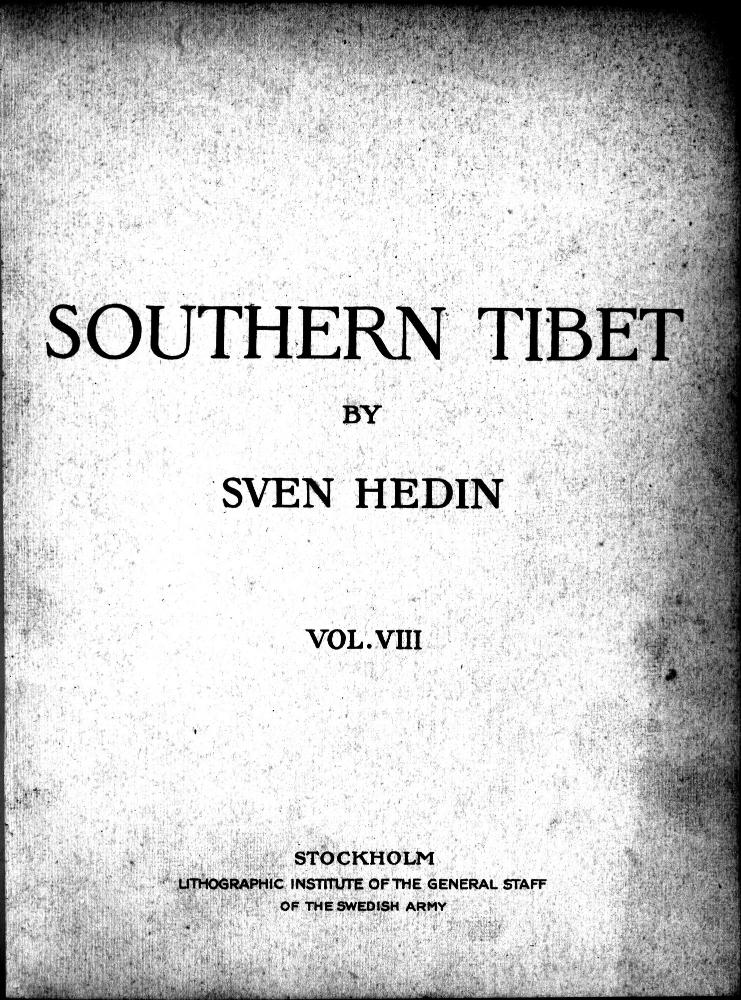 SOUTHERN TIBET
BY
SVEN HEDIN
VOL.VIII
STOCKHOLM
LITHOGRAPHIC INSTITUTE OF THE GENERAL STAFF
OF THE SWEDISH ARMY